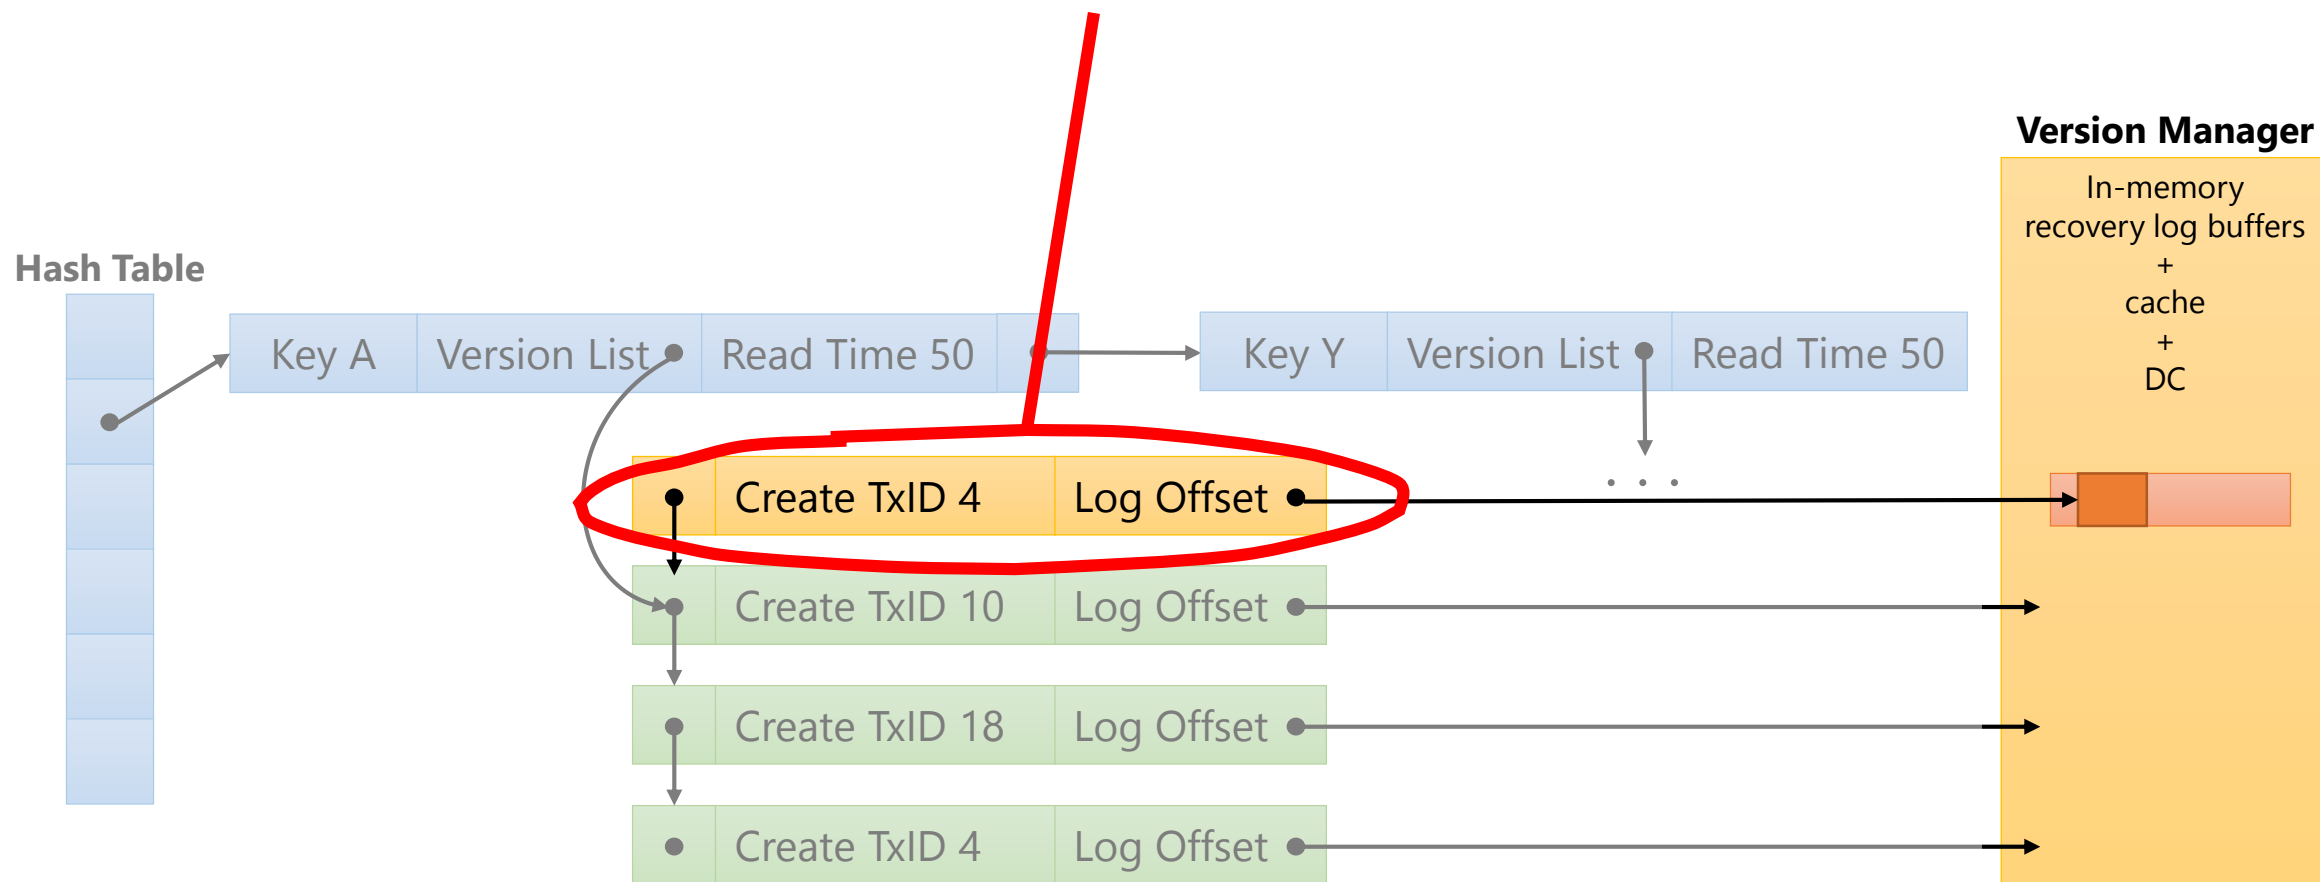 Version Manager
In-memory
recovery log buffers
+
cache
+
DC
Hash Table
Key A Version List Read Time 50
Key Y Version List Read Time 50
. . .
Create TxID 4 Log Offset
Create TxID 10 Log Offset
Create TxID 18 Log Offset
Create TxID 4 Log Offset